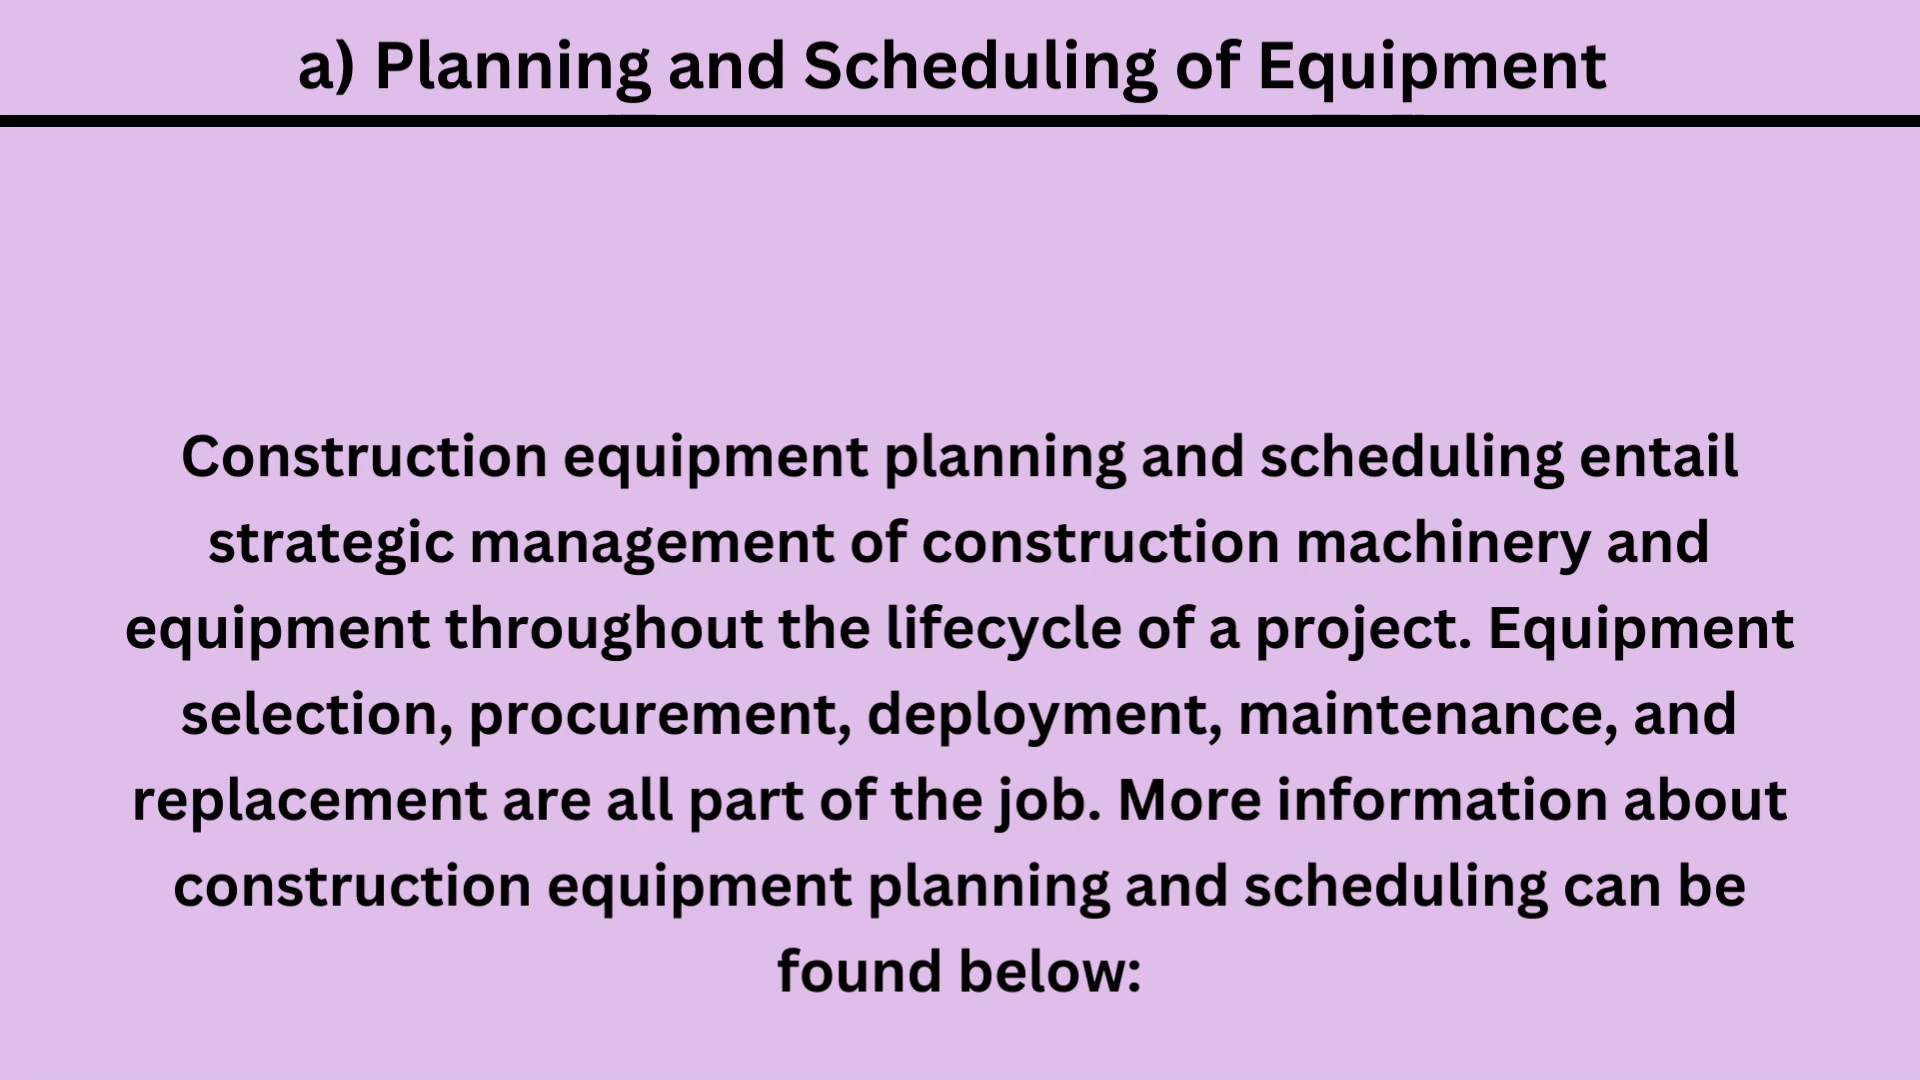 a) Planning and Scheduling of Equipment
Construction equipment planning and scheduling entail
strategic management of construction machinery and
equipment throughout the lifecycle of a project. Equipment
selection, procurement, deployment, maintenance, and
replacement are all part of the job. More information about
construction equipment planning and scheduling can be
found below: